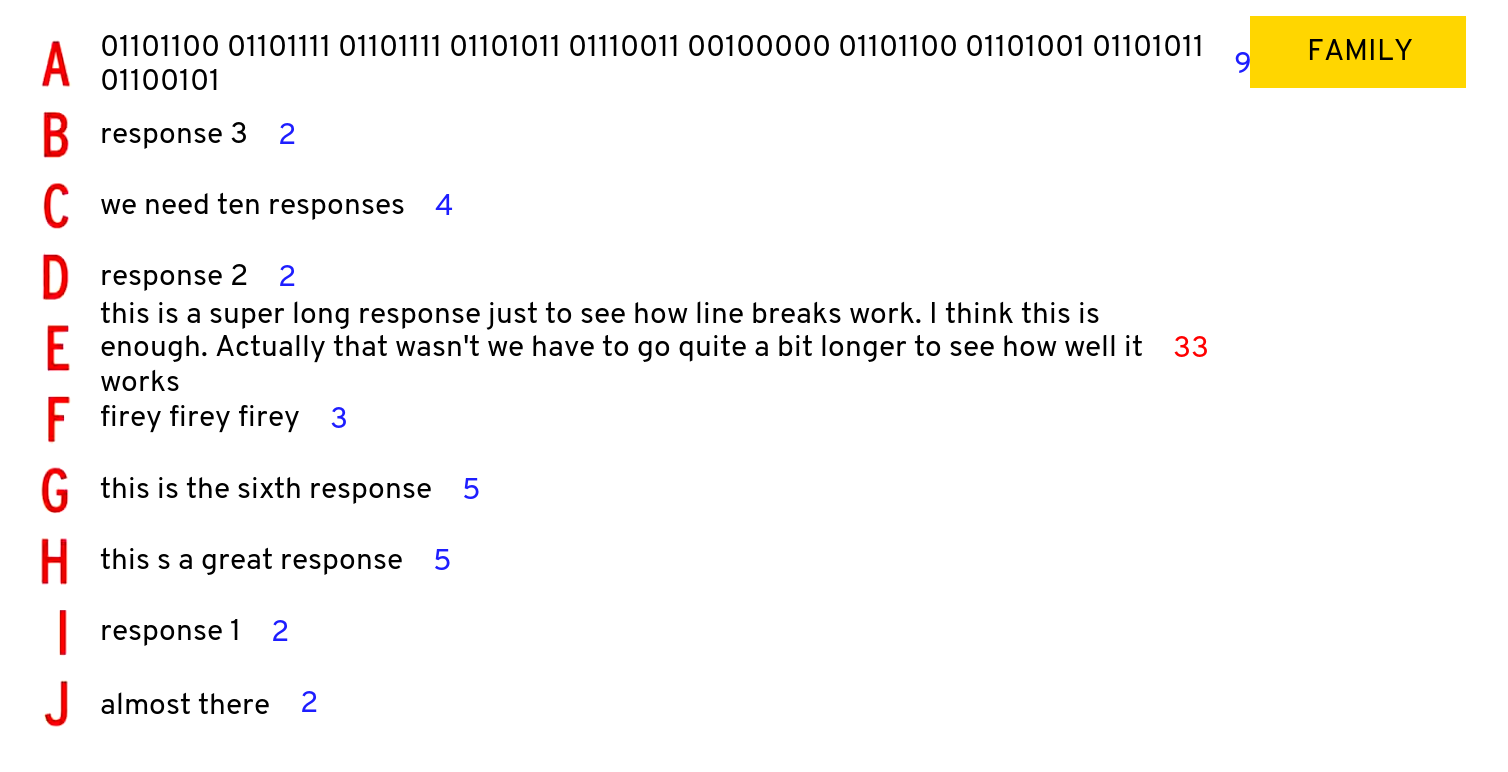 A 01101100 01101111 01101111 01101011 01110011 00100000 01101100 01101001 01101011 9 FAMILY
01100101
B response 3 2
C we need ten responses 4
D response 2 2
this is a super long response just to see how line breaks work. I think this is
E enough. Actually that wasn't we have to go quite a bit longer to see how well it 33
works
F firey firey firey 3
G this is the sixth response 5
H this s a great response 5
I response 1 2
J almost there 2